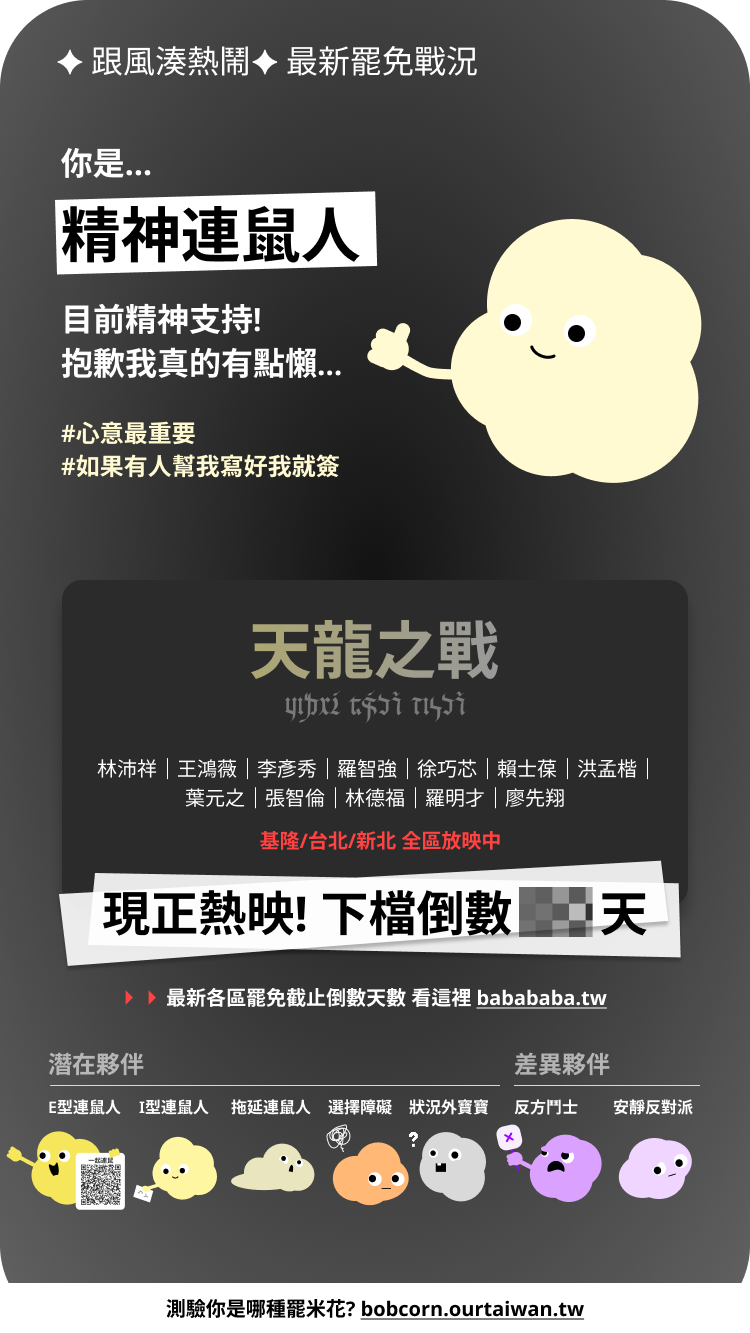 ✦ 跟風湊熱鬧 ✦ 最新罷免戰況
你是...
精神連鼠人
目前精神支持!
抱歉我真的有點懶...
#心意最重要
#如果有人幫我寫好我就簽
天龍之戰
林沛祥｜王鴻薇｜李彥秀｜羅智強｜徐巧芯｜賴士葆｜洪孟楷｜
葉元之｜張智倫｜林德福｜羅明才｜廖先翔
基隆/台北/新北 全區放映中
現正熱映! 下檔倒數 天
最新各區罷免截止倒數天數 看這裡 babababa.tw
潛在夥伴 差異夥伴
E型連鼠人 I型連鼠人 拖延連鼠人 選擇障礙 狀況外寶寶 反方鬥士 安靜反對派
?
一起連鼠
測驗你是哪種罷米花? bobcorn.ourtaiwan.tw